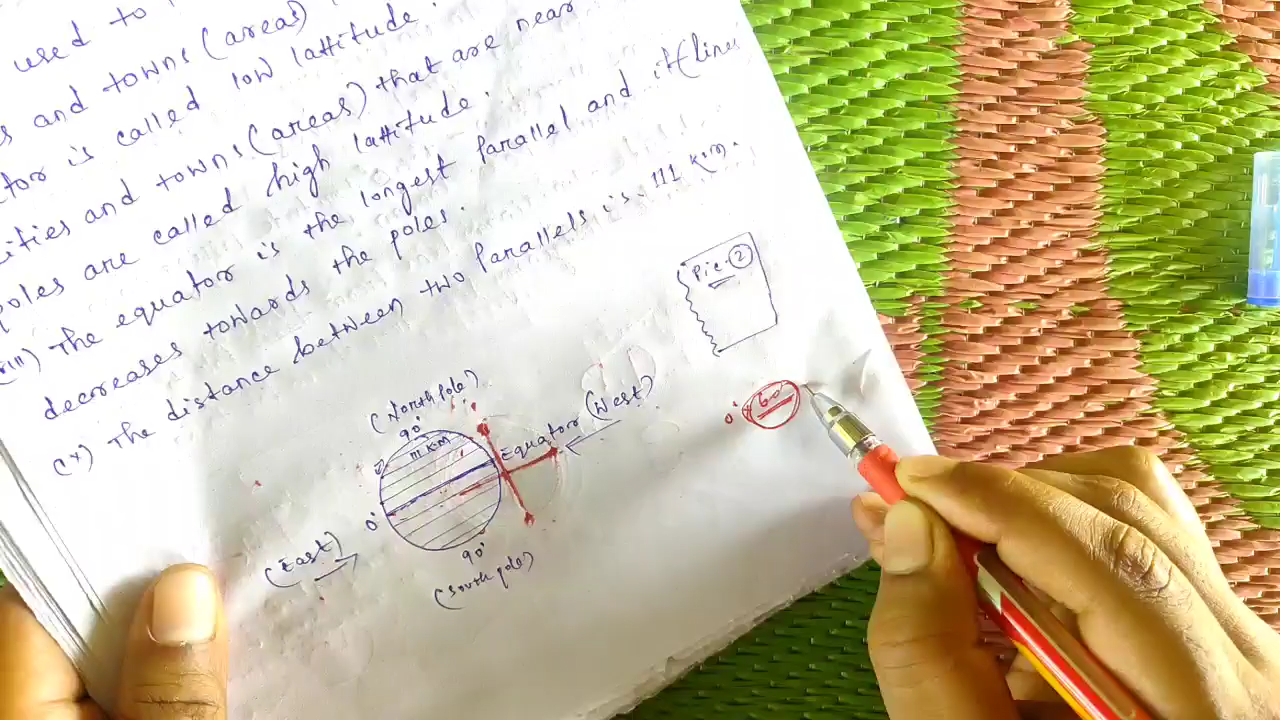 used to
s and towns (areas)
tor is called low lattitude.
ities and towns (areas) that are near
poles are called high lattitude.
(iii) The equator is the longest parallel and it (lines
decreases towards the poles.
(v) The distance between two parallels is 111 km.
Pic-②
(North pole)
90°
111 km
Equator (West)
0°
60°
0°
(East)
90°
(South pole)